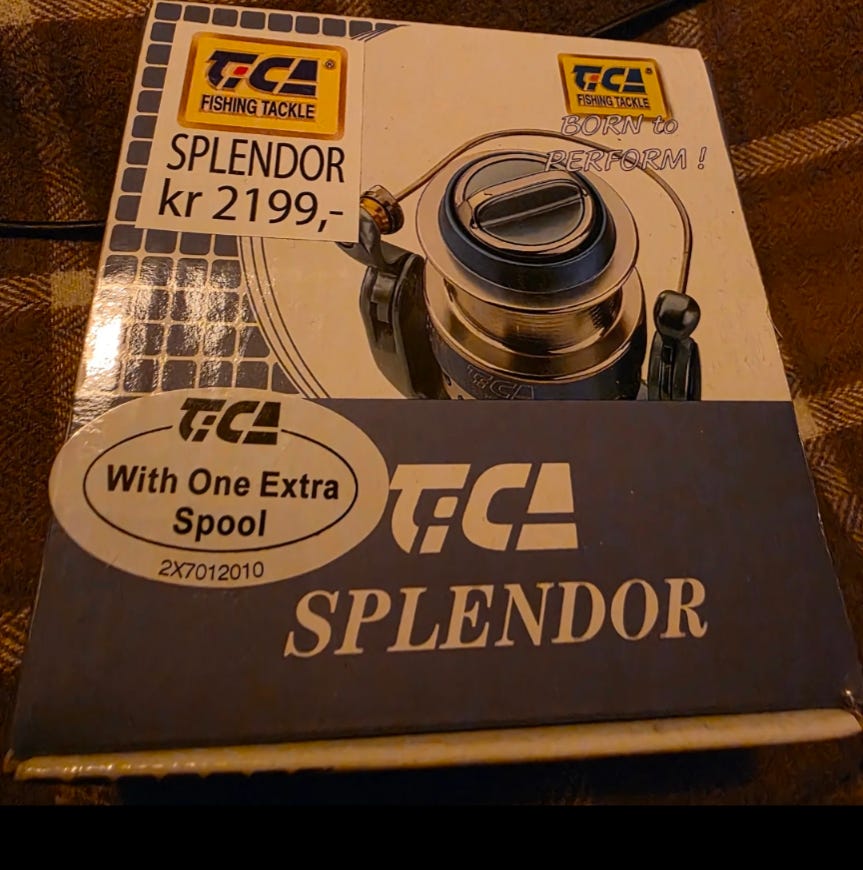 TiCA®
FISHING TACKLE
SPLENDOR
kr 2199,-
TiCA®
FISHING TACKLE
BORN to
PERFORM !
TiCA
TiCA
With One Extra
Spool
2X7012010
TiCA
SPLENDOR